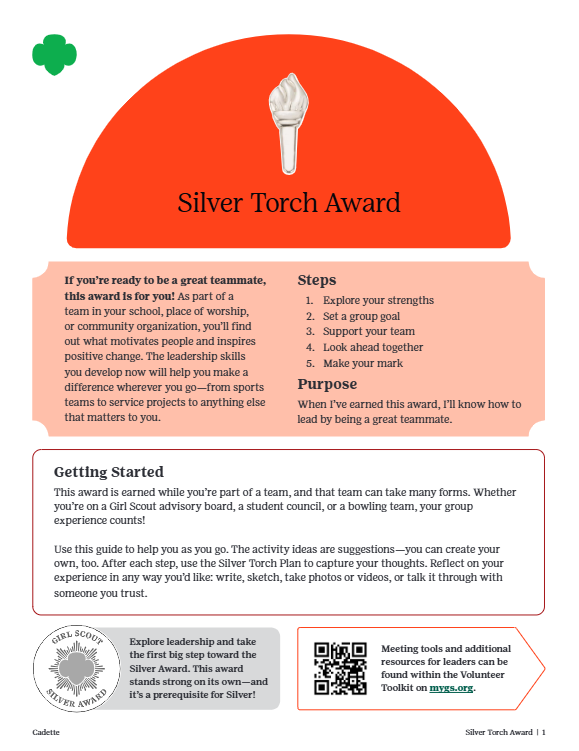 Silver Torch Award
If you're ready to be a great teammate,
this award is for you! As part of a
team in your school, place of worship,
or community organization, you'll find
out what motivates people and inspires
positive change. The leadership skills
you develop now will help you make a
difference wherever you go—from sports
teams to service projects to anything else
that matters to you.
Steps
1. Explore your strengths
2. Set a group goal
3. Support your team
4. Look ahead together
5. Make your mark
Purpose
When I've earned this award, I'll know how to
lead by being a great teammate.
Getting Started
This award is earned while you're part of a team, and that team can take many forms. Whether
you're on a Girl Scout advisory board, a student council, or a bowling team, your group
experience counts!
Use this guide to help you as you go. The activity ideas are suggestions—you can create your
own, too. After each step, use the Silver Torch Plan to capture your thoughts. Reflect on your
experience in any way you'd like: write, sketch, take photos or videos, or talk it through with
someone you trust.
GIRL SCOUT
SILVER AWARD
Explore leadership and take
the first big step toward the
Silver Award. This award
stands strong on its own—and
it's a prerequisite for Silver!
Meeting tools and additional
resources for leaders can be
found within the Volunteer
Toolkit on mygs.org.
Cadette
Silver Torch Award | 1